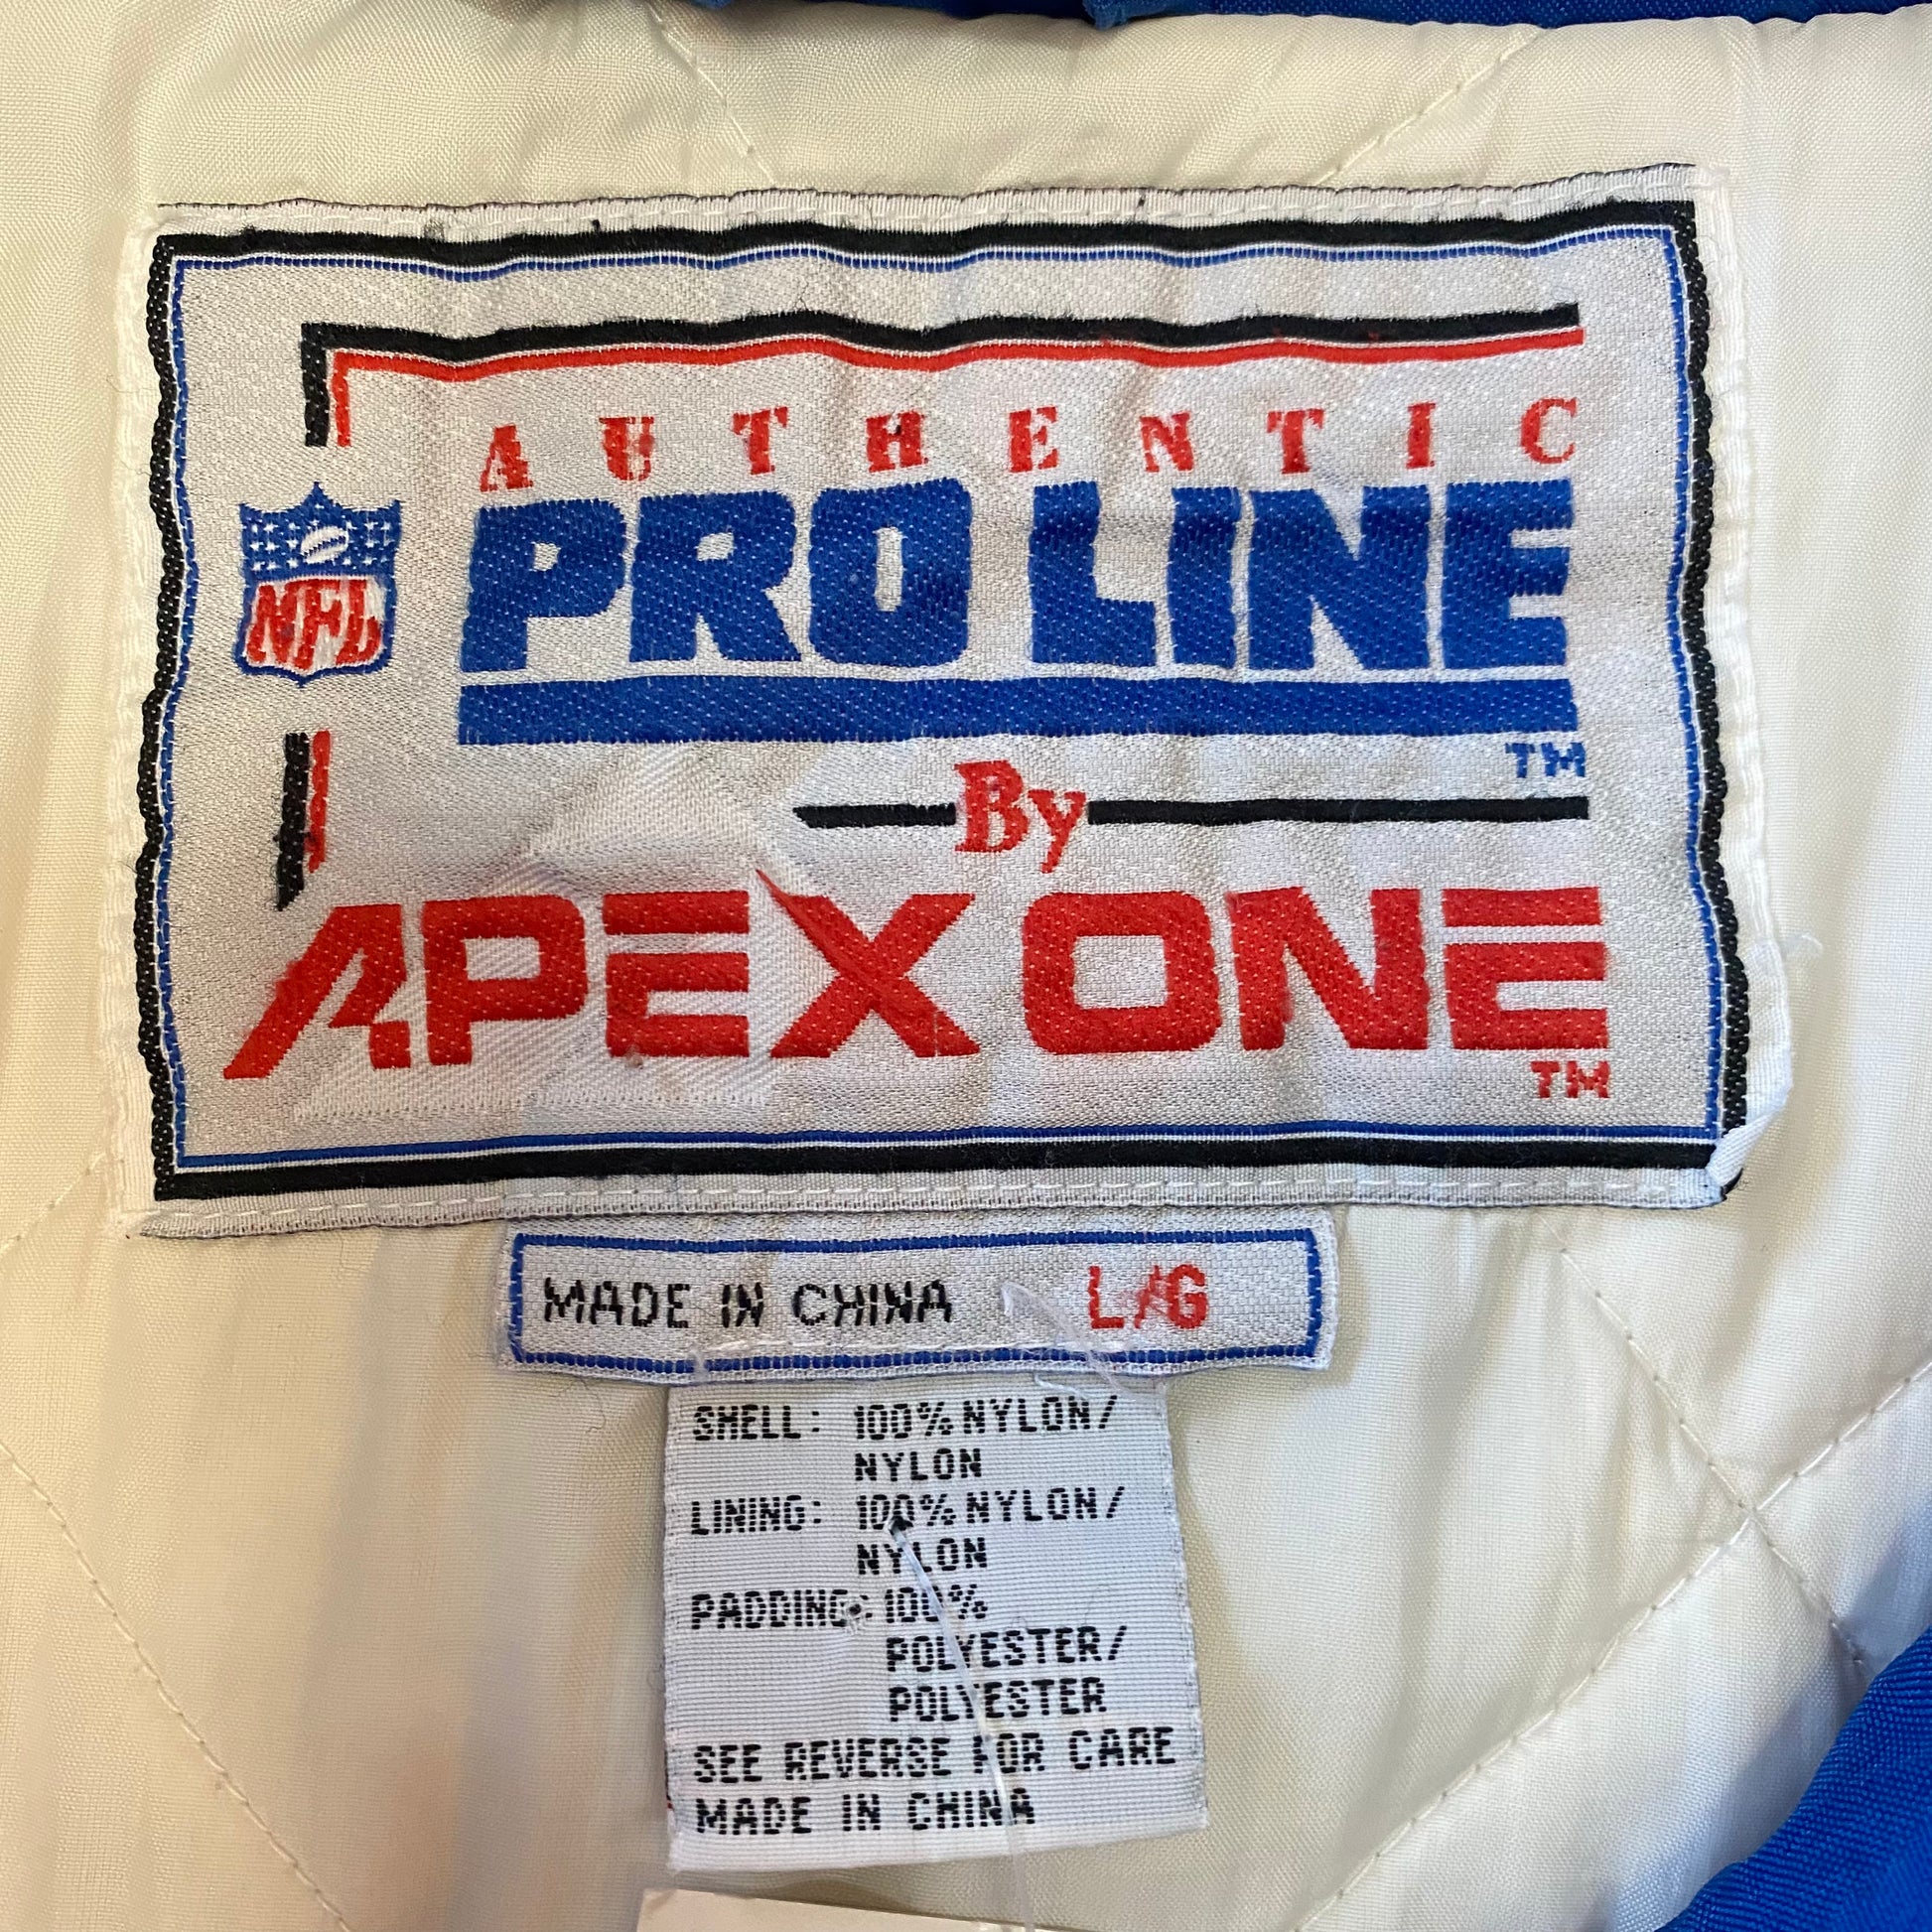 AUTHENTIC
NFL
PRO LINE
TM
By
APEX ONE
TM
MADE IN CHINA L/G
SHELL: 100% NYLON/
NYLON
LINING: 100% NYLON/
NYLON
PADDING: 100%
POLYESTER/
POLYESTER
SEE REVERSE FOR CARE
MADE IN CHINA